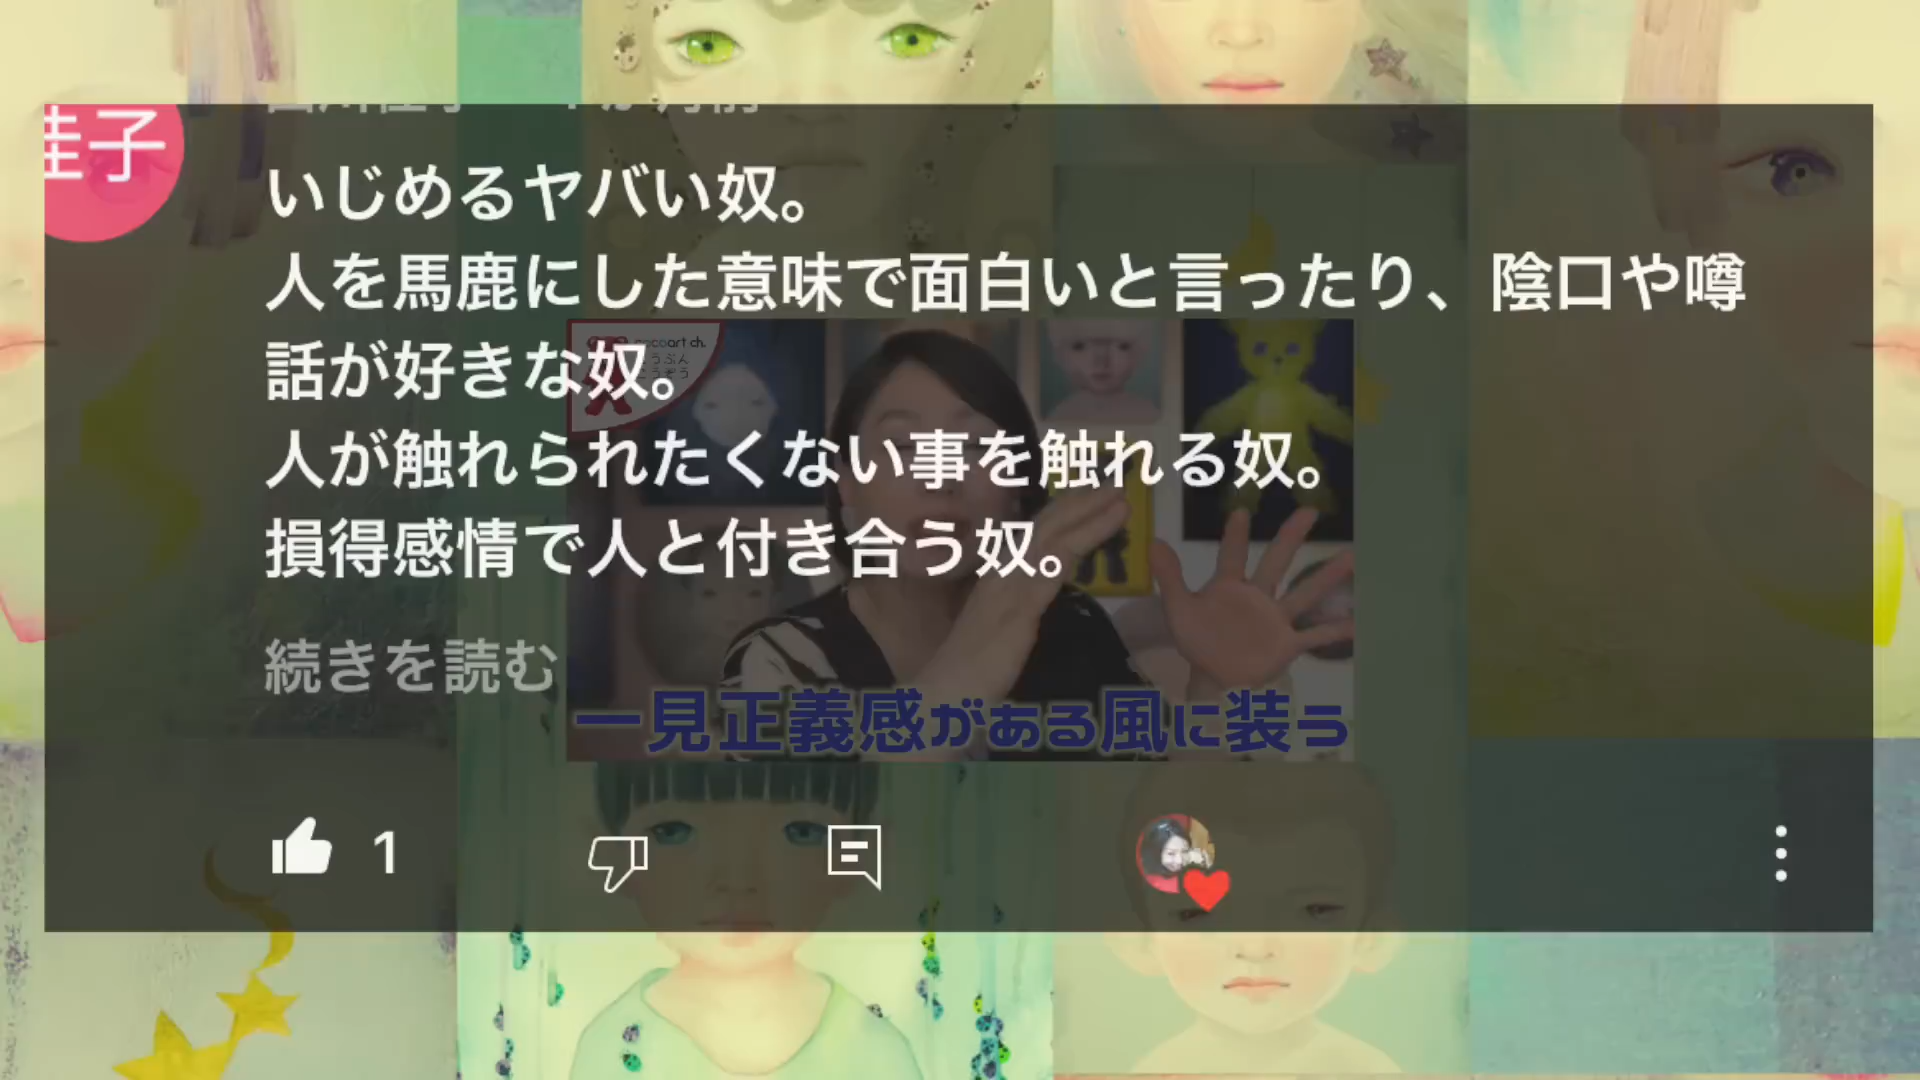 佳子
いじめるヤバい奴。
人を馬鹿にした意味で面白いと言ったり、陰口や噂
話が好きな奴。
cocoart ch.
人が触れられたくない事を触れる奴。
損得感情で人と付き合う奴。
続きを読む
一見正義感がある風に装う
1